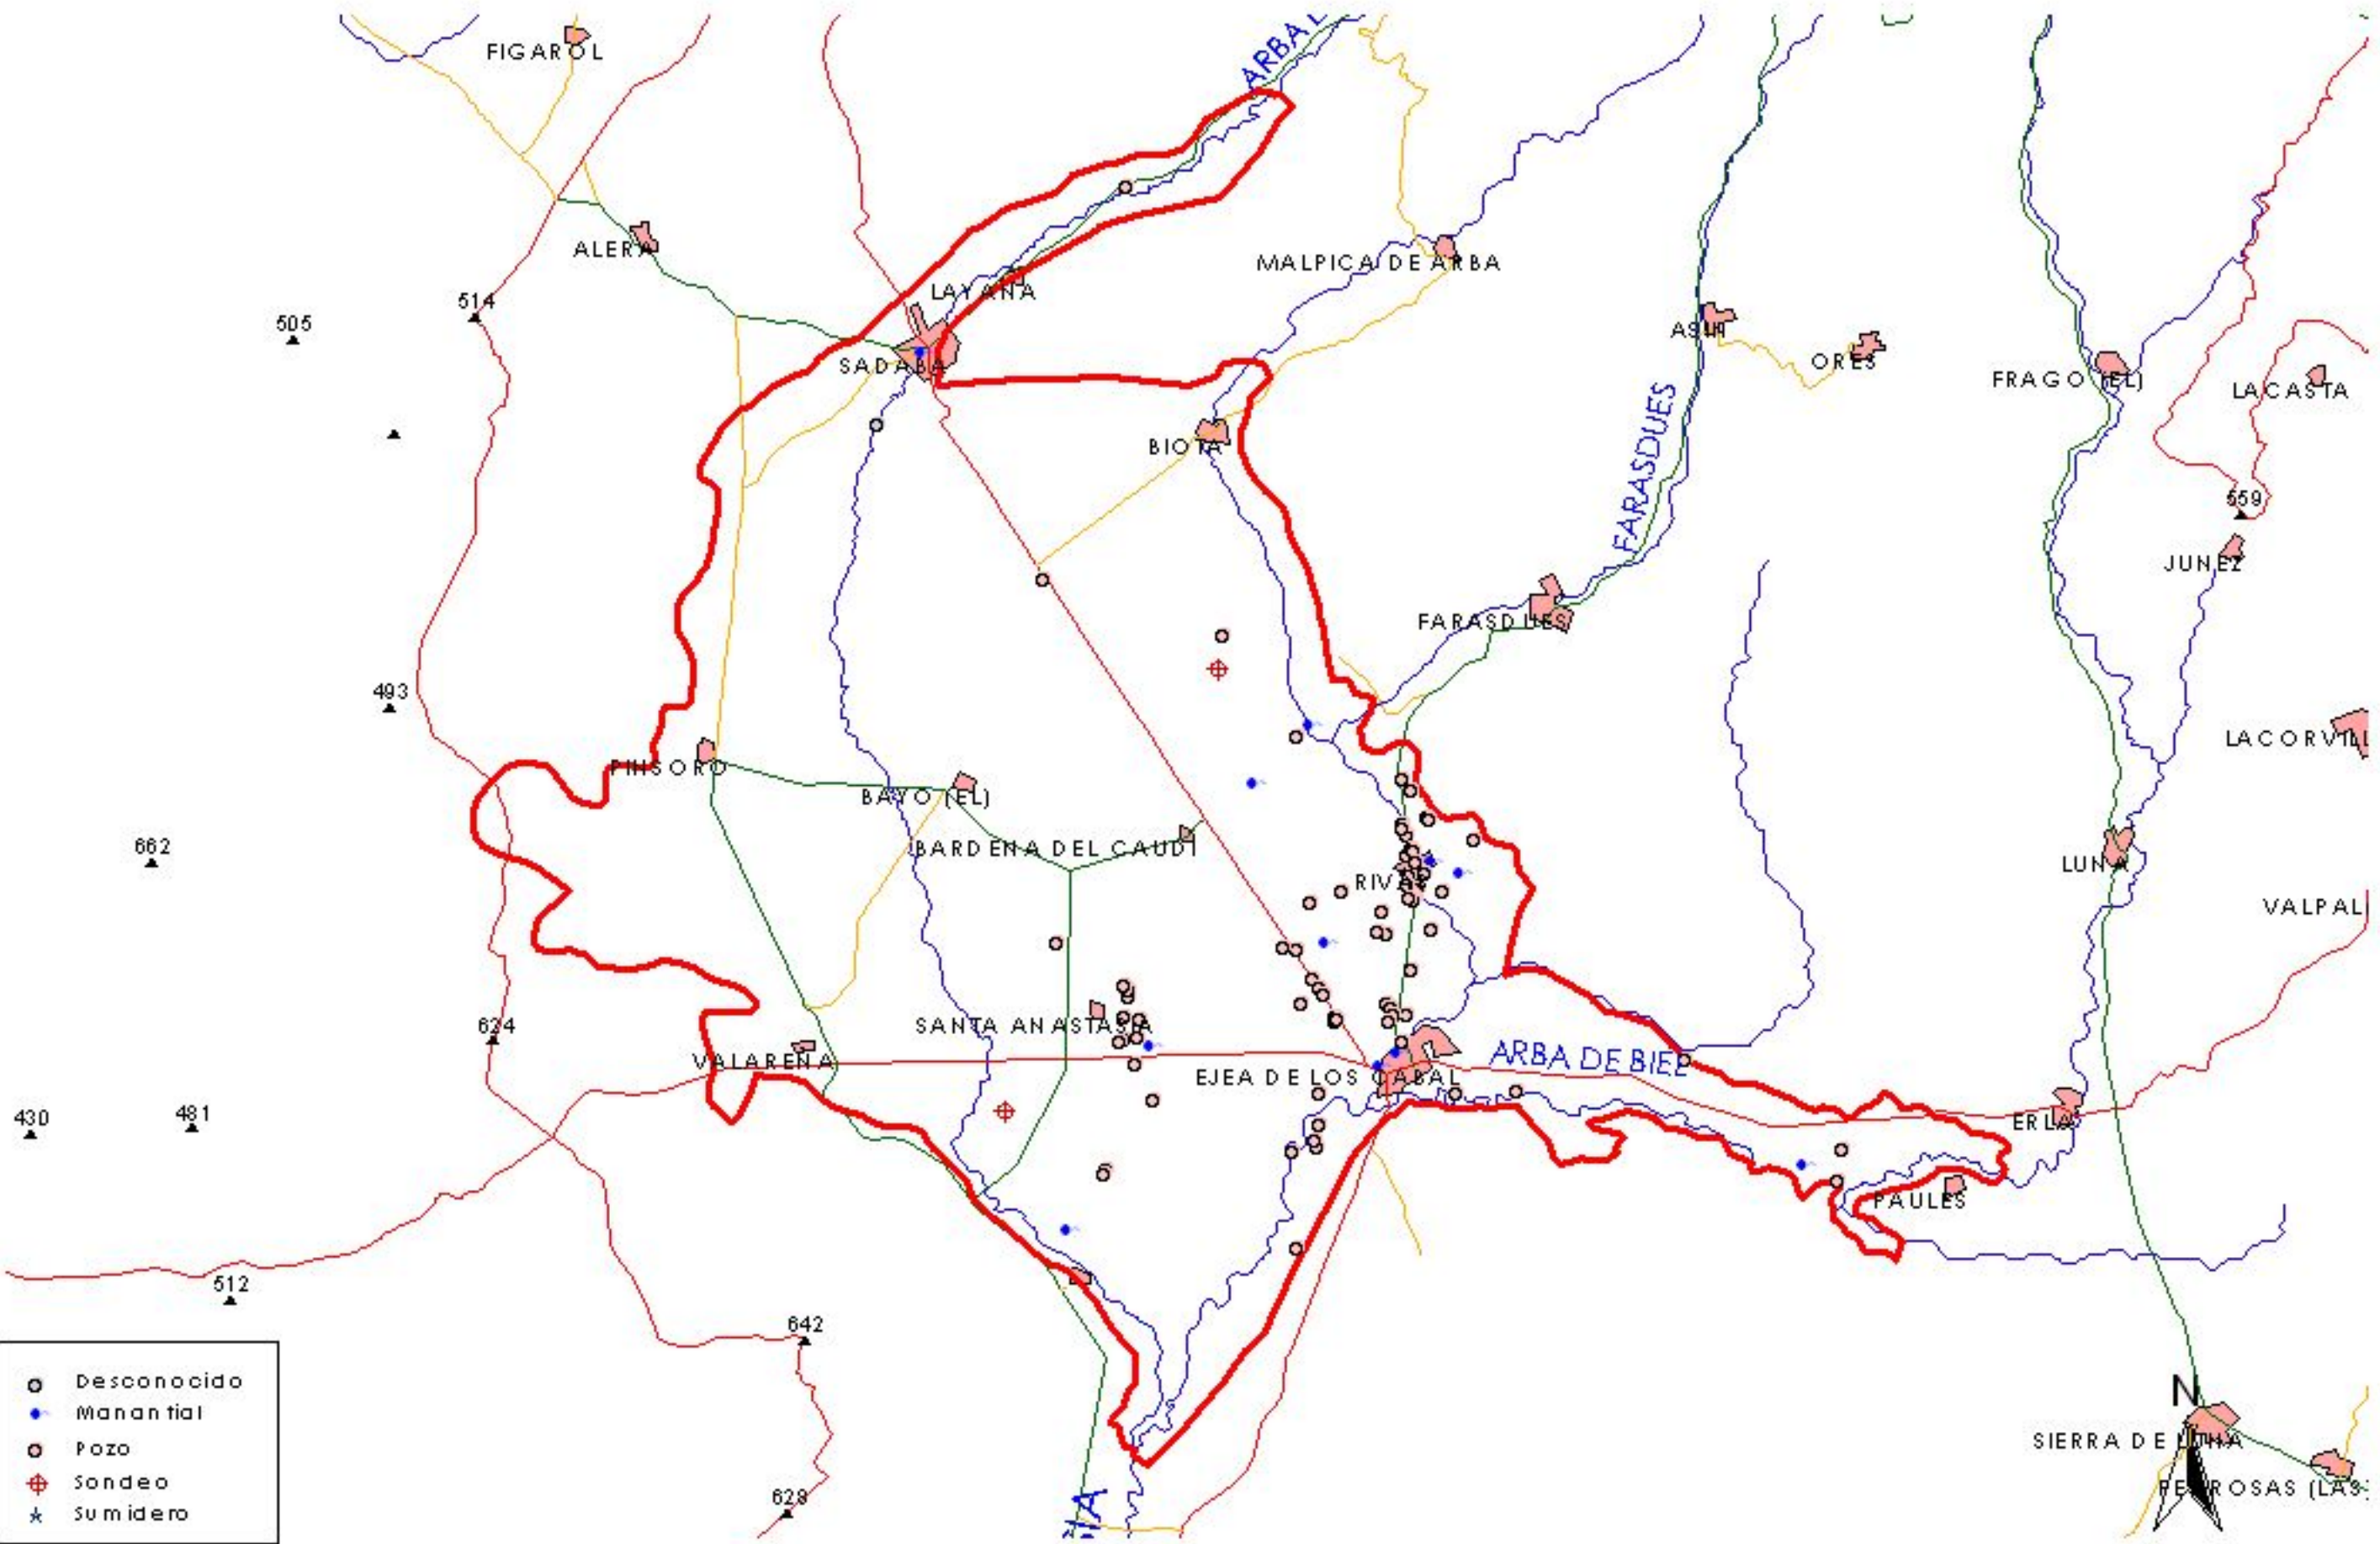 FIGAROL
ARBA L
ALERA
MALPICA DE ARBA
LAYANA
514
505
ASIN
ORES
SADABA
FRAGO (EL)
LACASTA
FARASDUES
BIOTA
559
JUNEZ
FARASDUES
493
LACORVILL
PINSORO
BAYO (EL)
BARDENA DEL CAUDI
662
LUNA
RIVAS
VALPAL
624
SANTA ANASTASIA
VALARENA
ARBA DE BIEL
EJEA DE LOS CABAL
430
481
ERLA
PAULES
512
642
Desconocido
Manantial
Pozo
Sondeo
Sumidero
628
N
SIERRA DE LUNA
PEDROSAS (LAS)